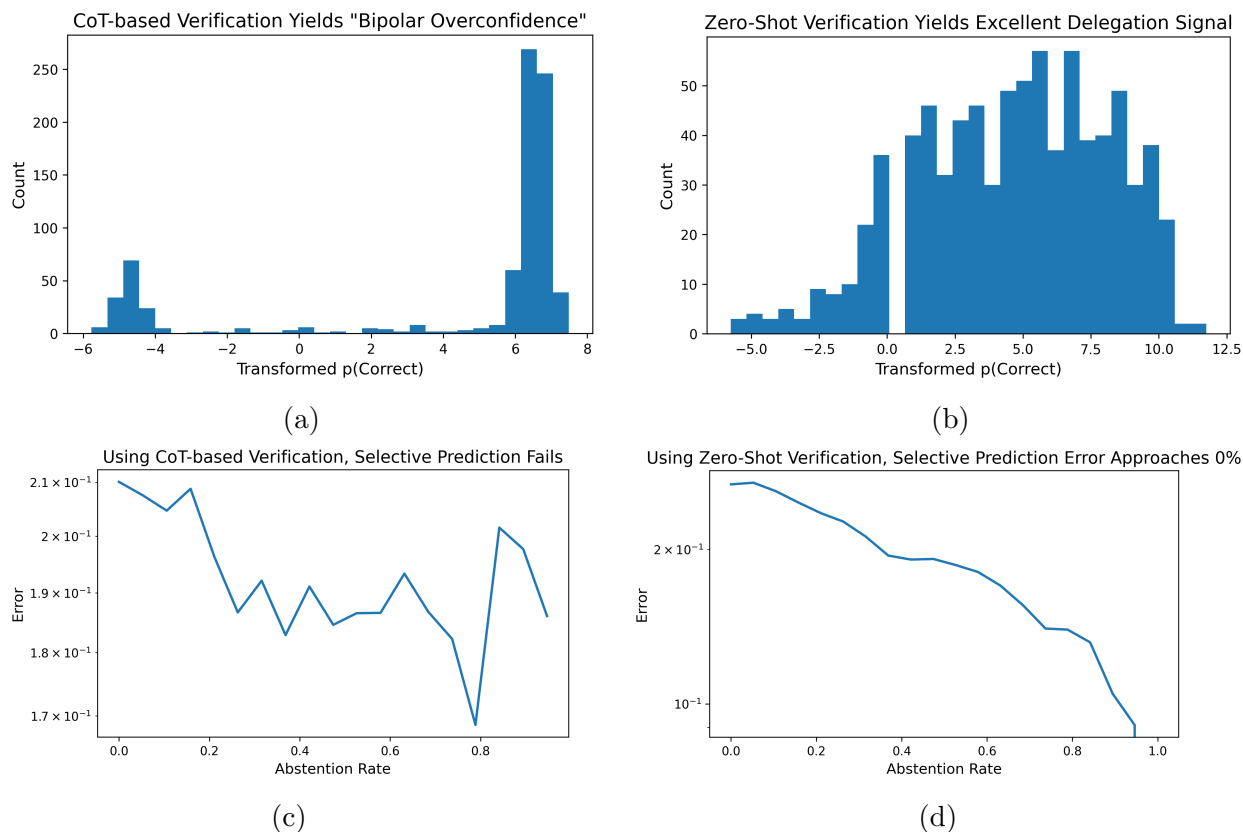 CoT-based Verification Yields "Bipolar Overconfidence"
250
200
150
100
50
0
Count
−6 −4 −2 0 2 4 6 8
Transformed p(Correct)
(a)
Zero-Shot Verification Yields Excellent Delegation Signal
50
40
30
20
10
0
Count
−5.0 −2.5 0.0 2.5 5.0 7.5 10.0 12.5
Transformed p(Correct)
(b)
Using CoT-based Verification, Selective Prediction Fails
2.1 × 10⁻¹
2 × 10⁻¹
1.9 × 10⁻¹
1.8 × 10⁻¹
1.7 × 10⁻¹
Error
0.0 0.2 0.4 0.6 0.8
Abstention Rate
(c)
Using Zero-Shot Verification, Selective Prediction Error Approaches 0%
2 × 10⁻¹
10⁻¹
Error
0.0 0.2 0.4 0.6 0.8 1.0
Abstention Rate
(d)